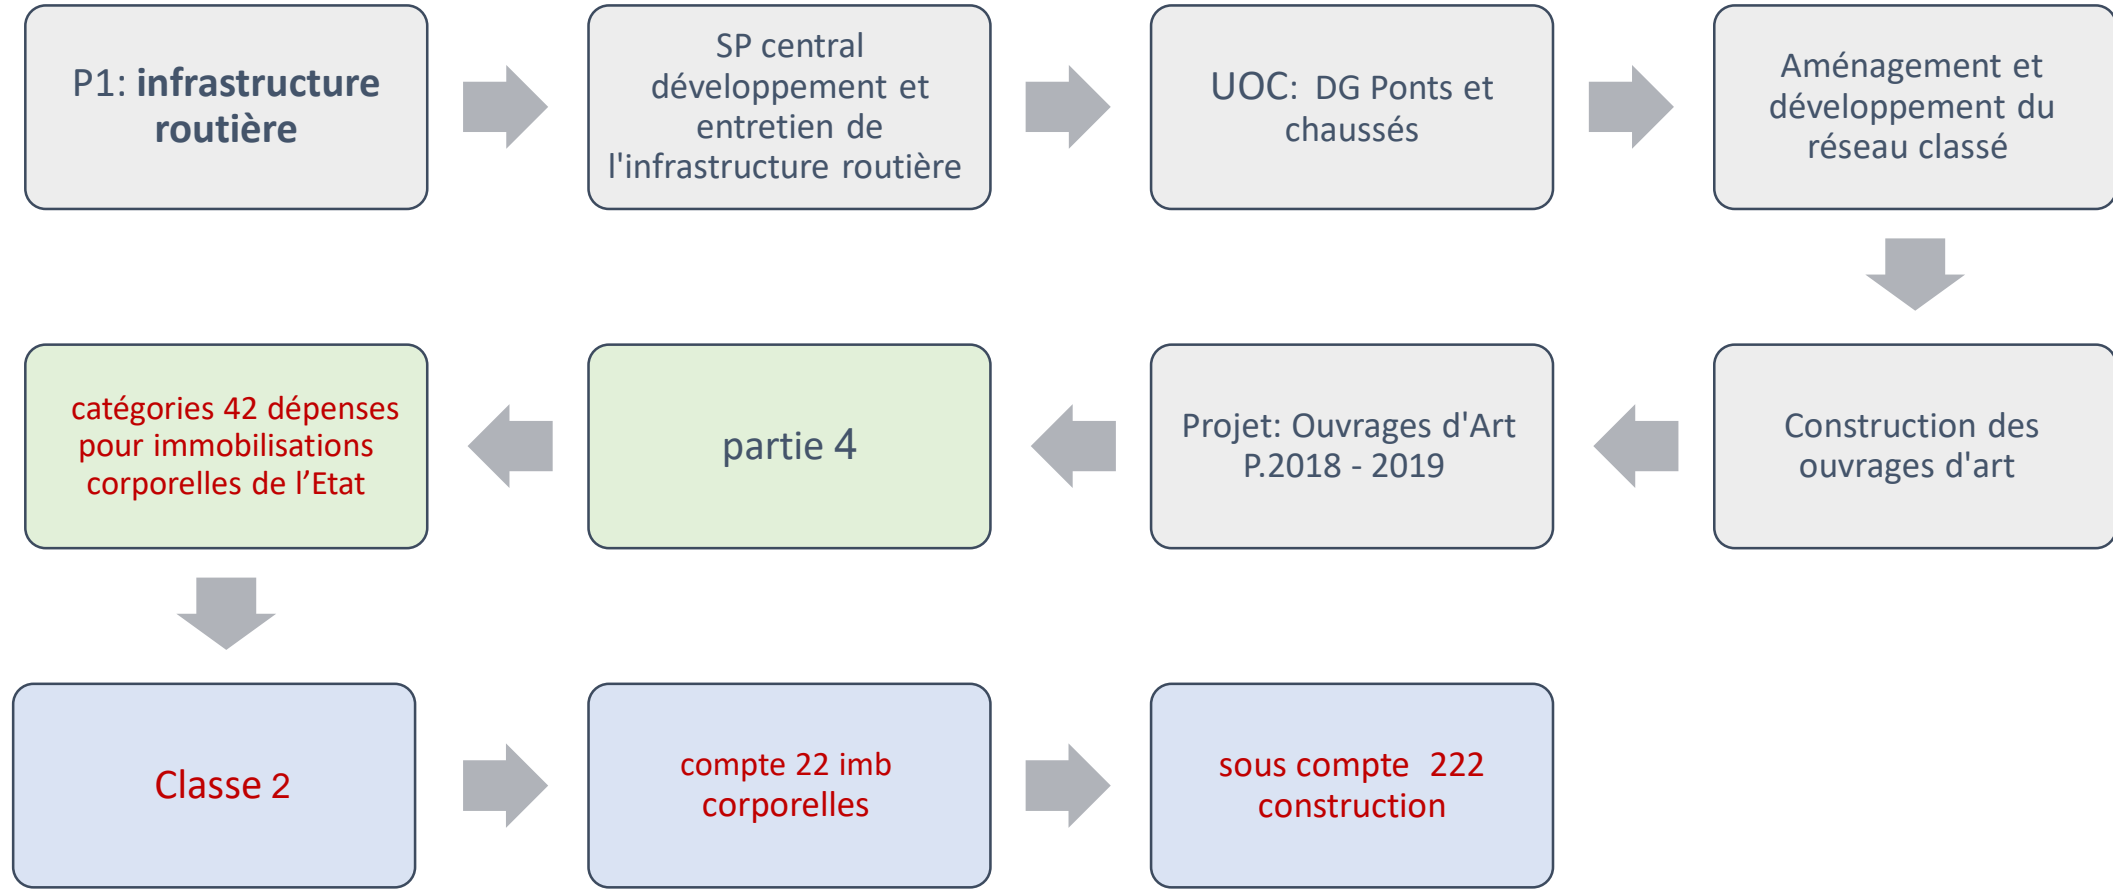 P1: infrastructure
routière
SP central
développement et
entretien de
l'infrastructure routière
UOC: DG Ponts et
chaussés
Aménagement et
développement du
réseau classé
Construction des
ouvrages d'art
Projet: Ouvrages d'Art
P.2018 - 2019
partie 4
catégories 42 dépenses
pour immobilisations
corporelles de l’Etat
Classe 2
compte 22 imb
corporelles
sous compte 222
construction